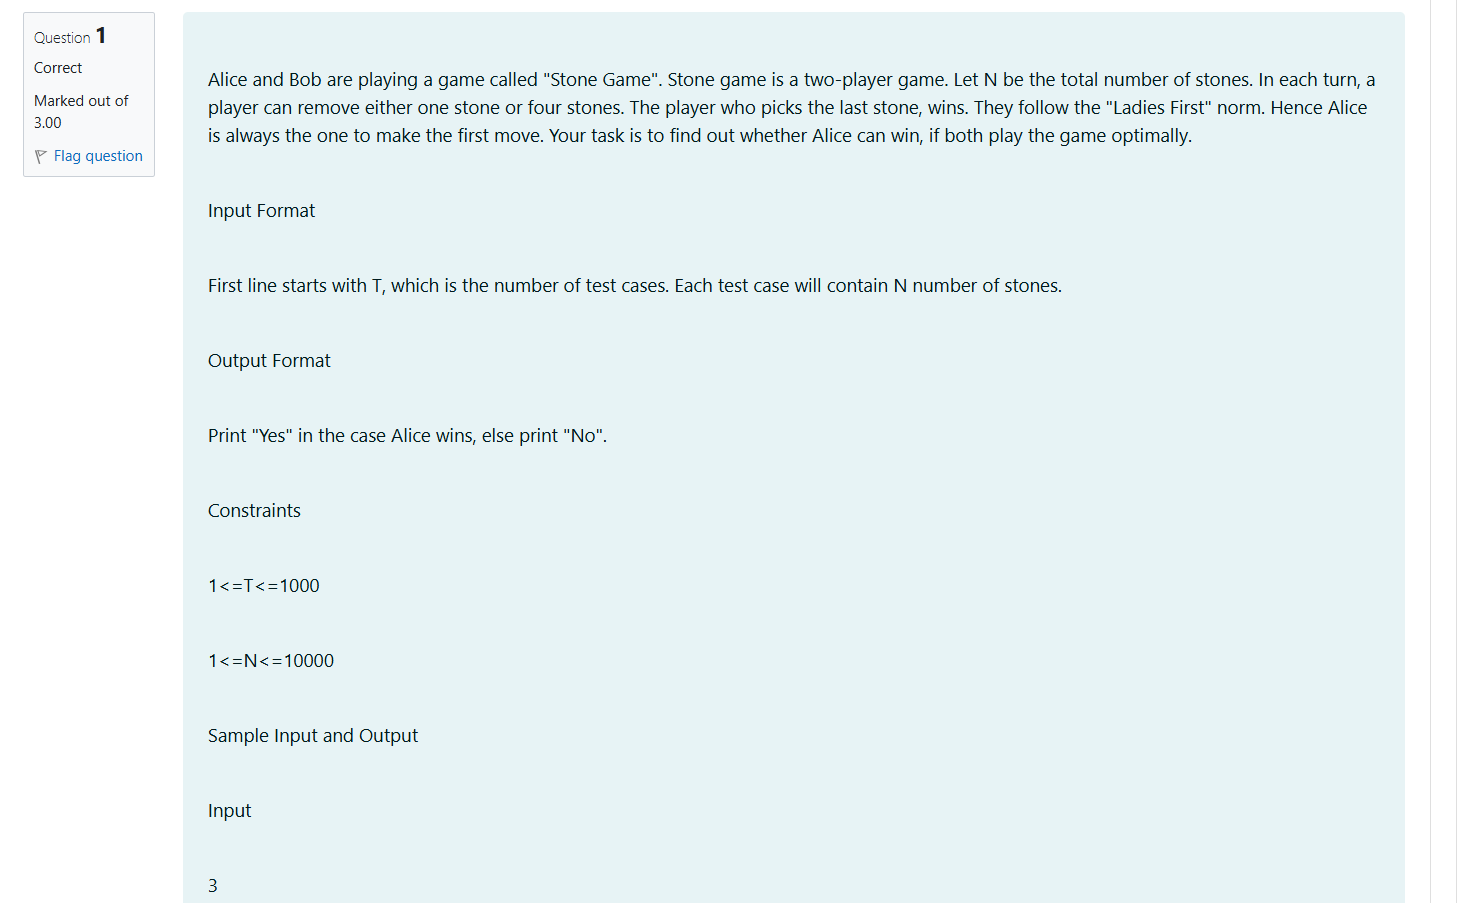 Question 1
Correct
Marked out of
3.00
Flag question
Alice and Bob are playing a game called "Stone Game". Stone game is a two-player game. Let N be the total number of stones. In each turn, a
player can remove either one stone or four stones. The player who picks the last stone, wins. They follow the "Ladies First" norm. Hence Alice
is always the one to make the first move. Your task is to find out whether Alice can win, if both play the game optimally.
Input Format
First line starts with T, which is the number of test cases. Each test case will contain N number of stones.
Output Format
Print "Yes" in the case Alice wins, else print "No".
Constraints
1<=T<=1000
1<=N<=10000
Sample Input and Output
Input
3